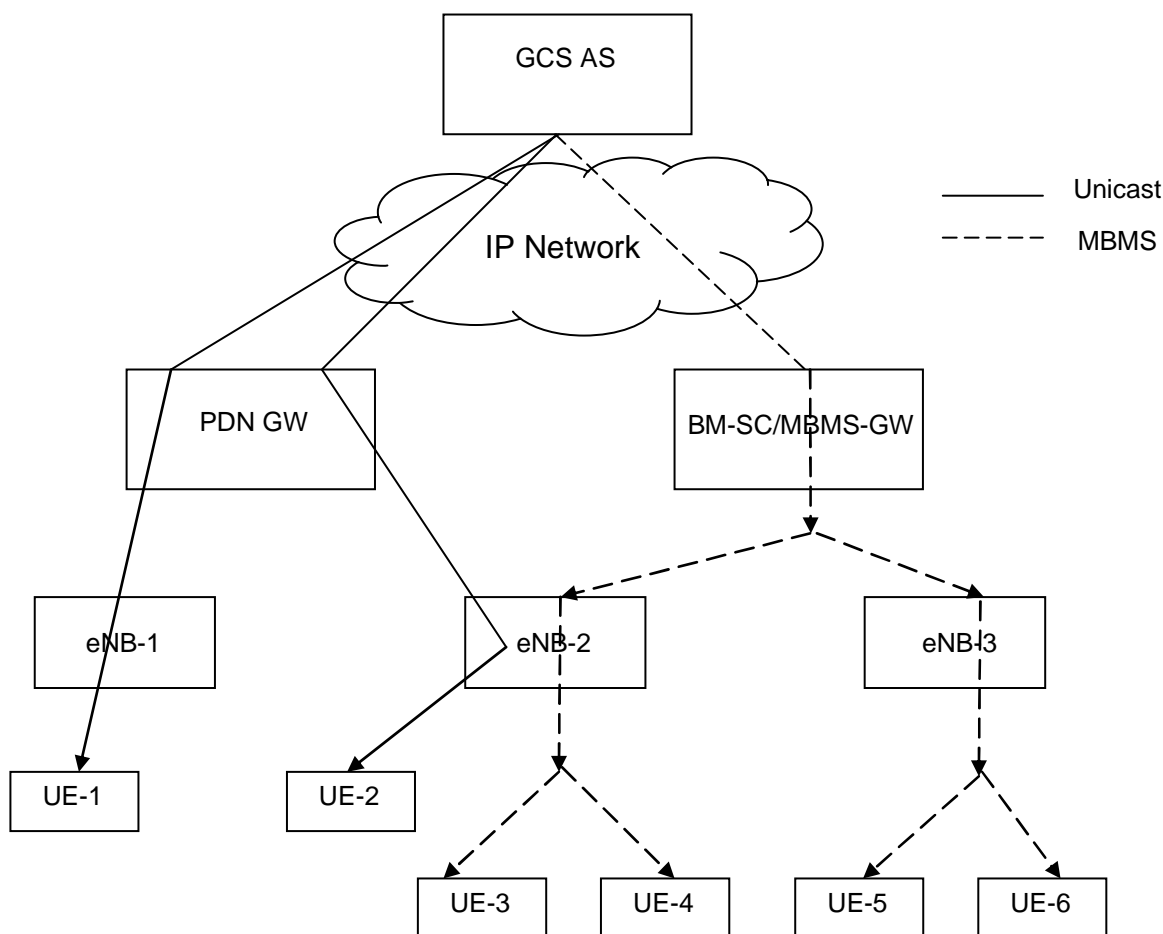 GCS AS
Unicast
MBMS
IP Network
PDN GW
BM-SC/MBMS-GW
eNB-1
eNB-2
eNB-3
UE-1
UE-2
UE-3
UE-4
UE-5
UE-6